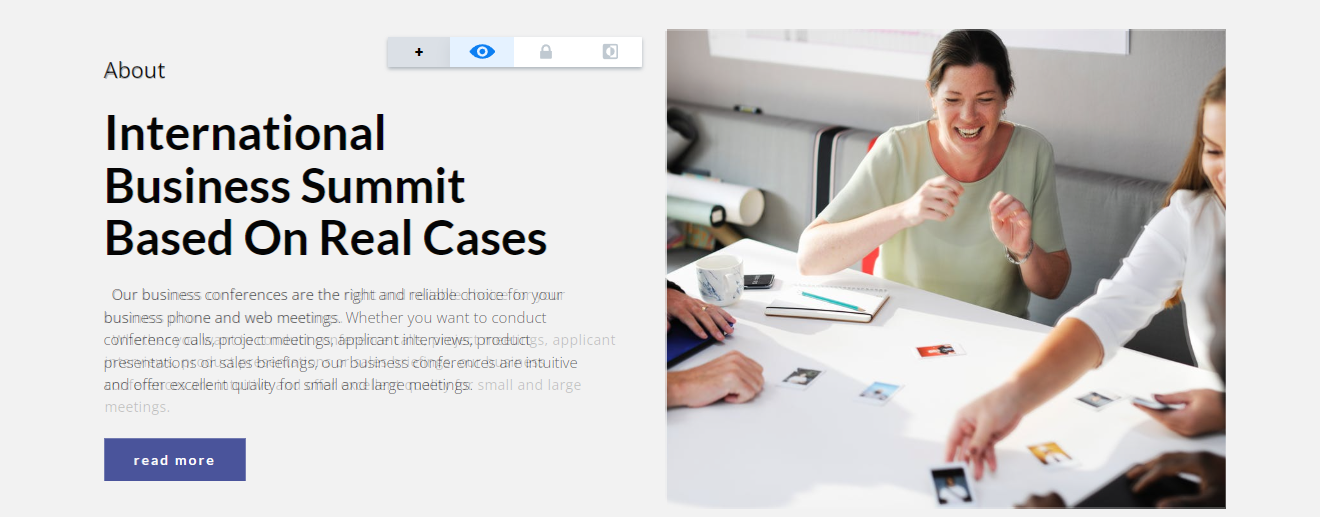 About
International
Business Summit
Based On Real Cases
Our business conferences are the right and reliable choice for your
business phone and web meetings. Whether you want to conduct
conference calls, project meetings, applicant interviews, product
presentations or sales briefings, our business conferences are intuitive
and offer excellent quality for small and large meetings.
meetings.
read more